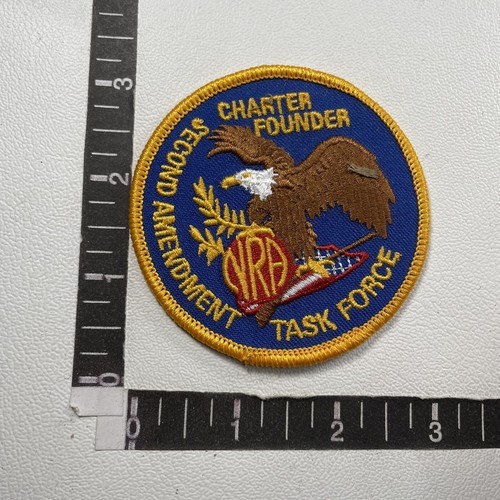 CHARTER
FOUNDER
SECOND AMENDMENT
TASK FORCE
NRA
3
2
1
0
0
1
2
3